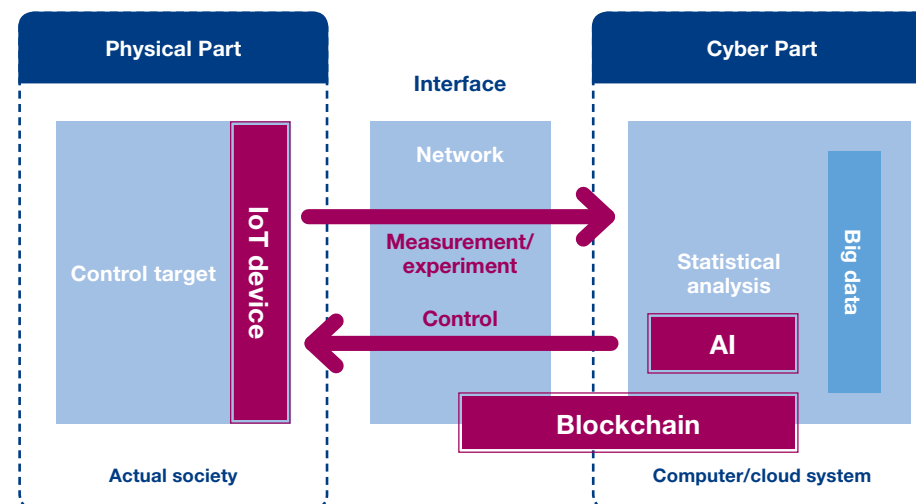 Physical Part
Control target
IoT device
Actual society
Interface
Network
Measurement/
experiment
Control
Cyber Part
Statistical
analysis
Big data
AI
Blockchain
Computer/cloud system